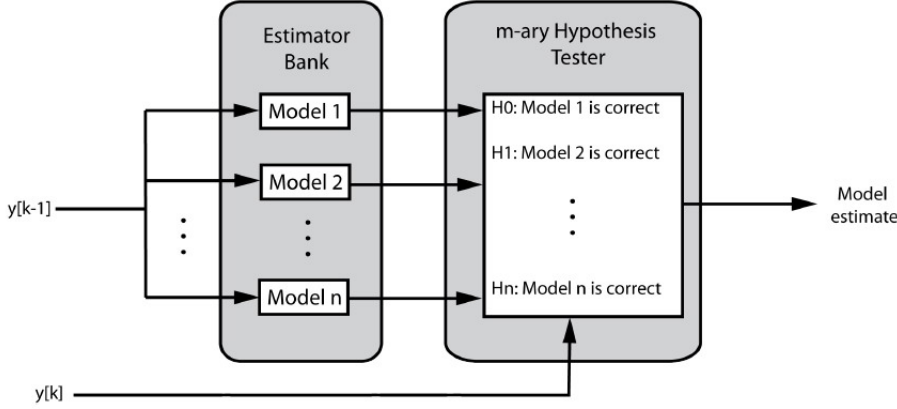 Estimator
Bank
m-ary Hypothesis
Tester
Model 1
H0: Model 1 is correct
Model 2
H1: Model 2 is correct
y[k-1]
Model
estimate
Model n
Hn: Model n is correct
y[k]